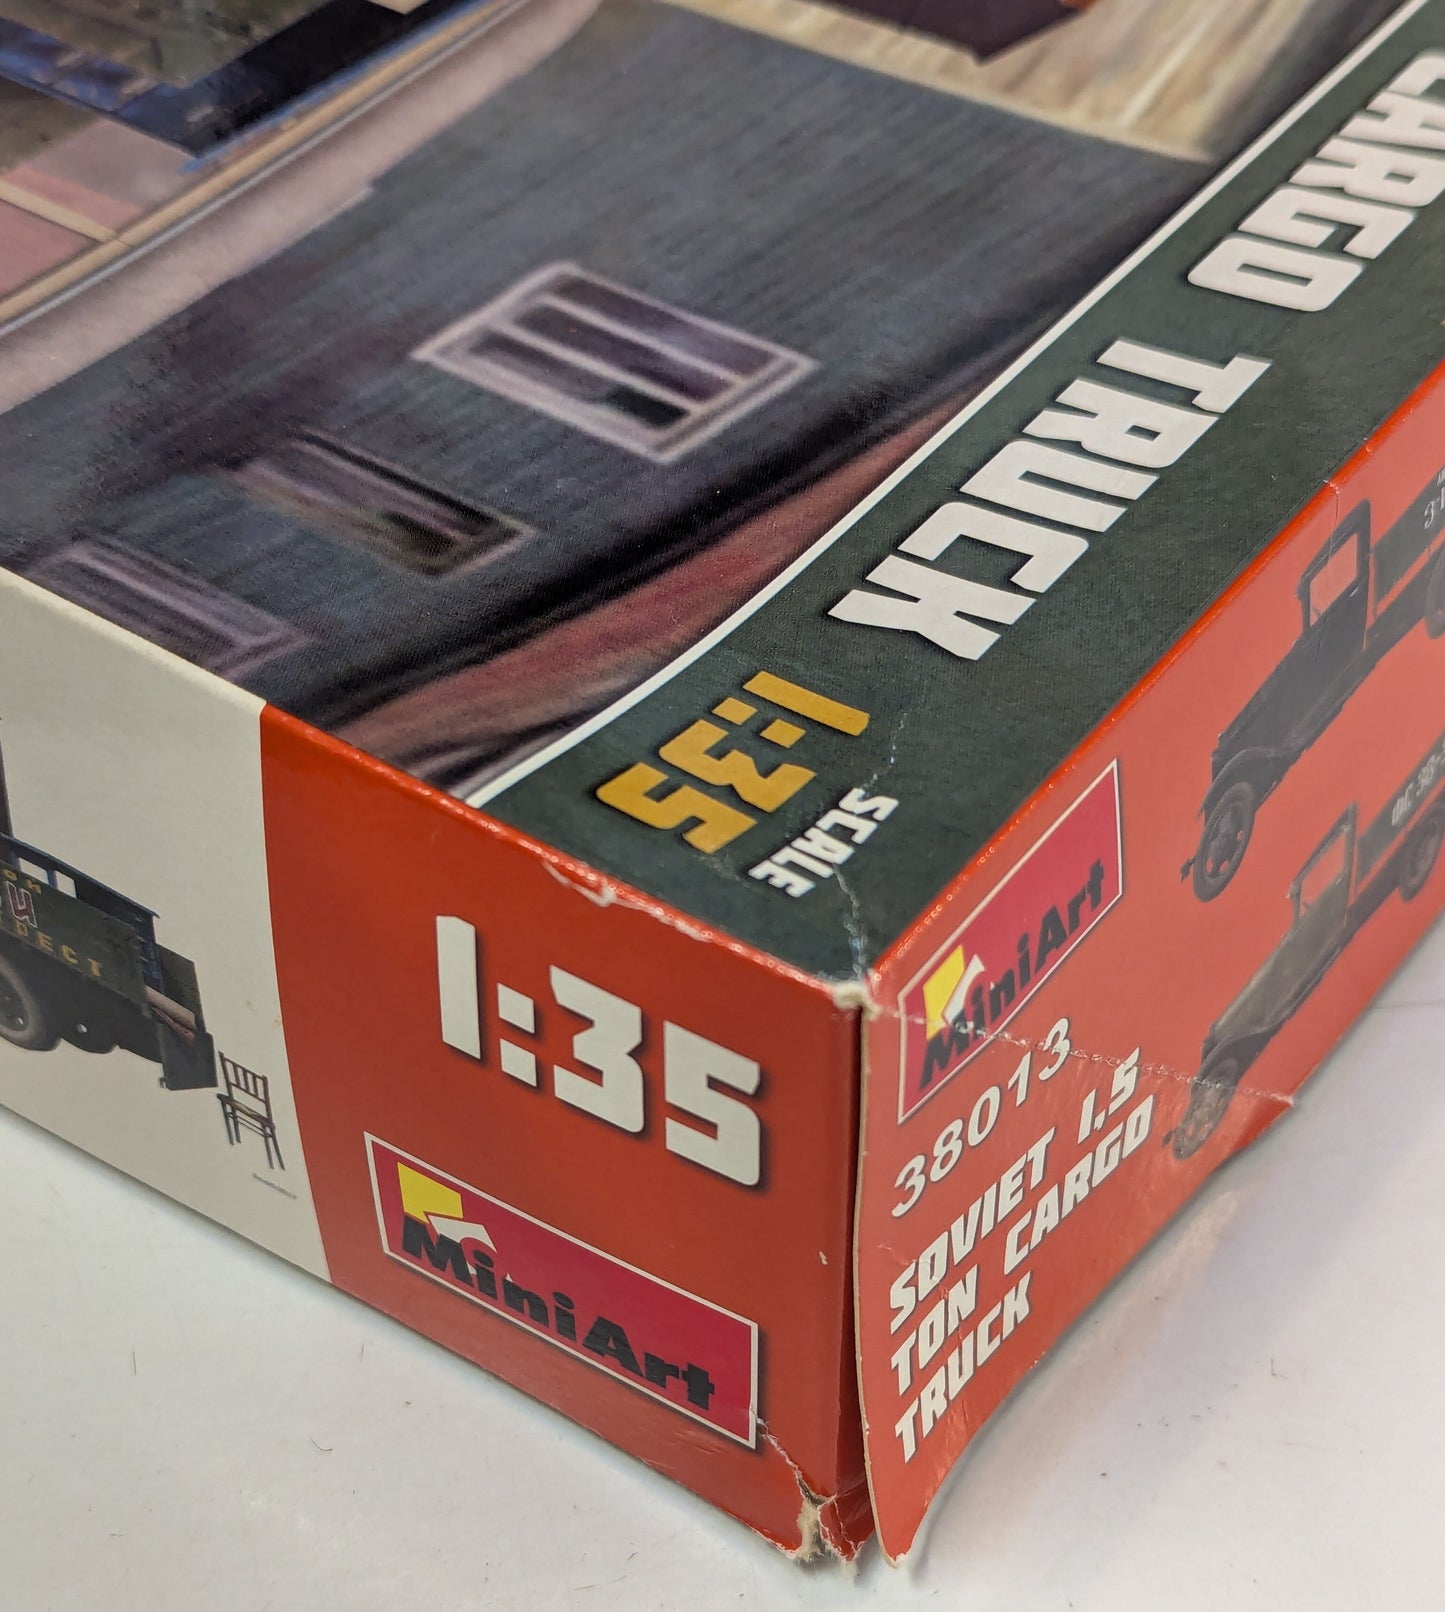 CARGO TRUCK
1:35
SCALE
1:35
MiniArt
MiniArt
38013
SOVIET 1,5
TON CARGO
TRUCK